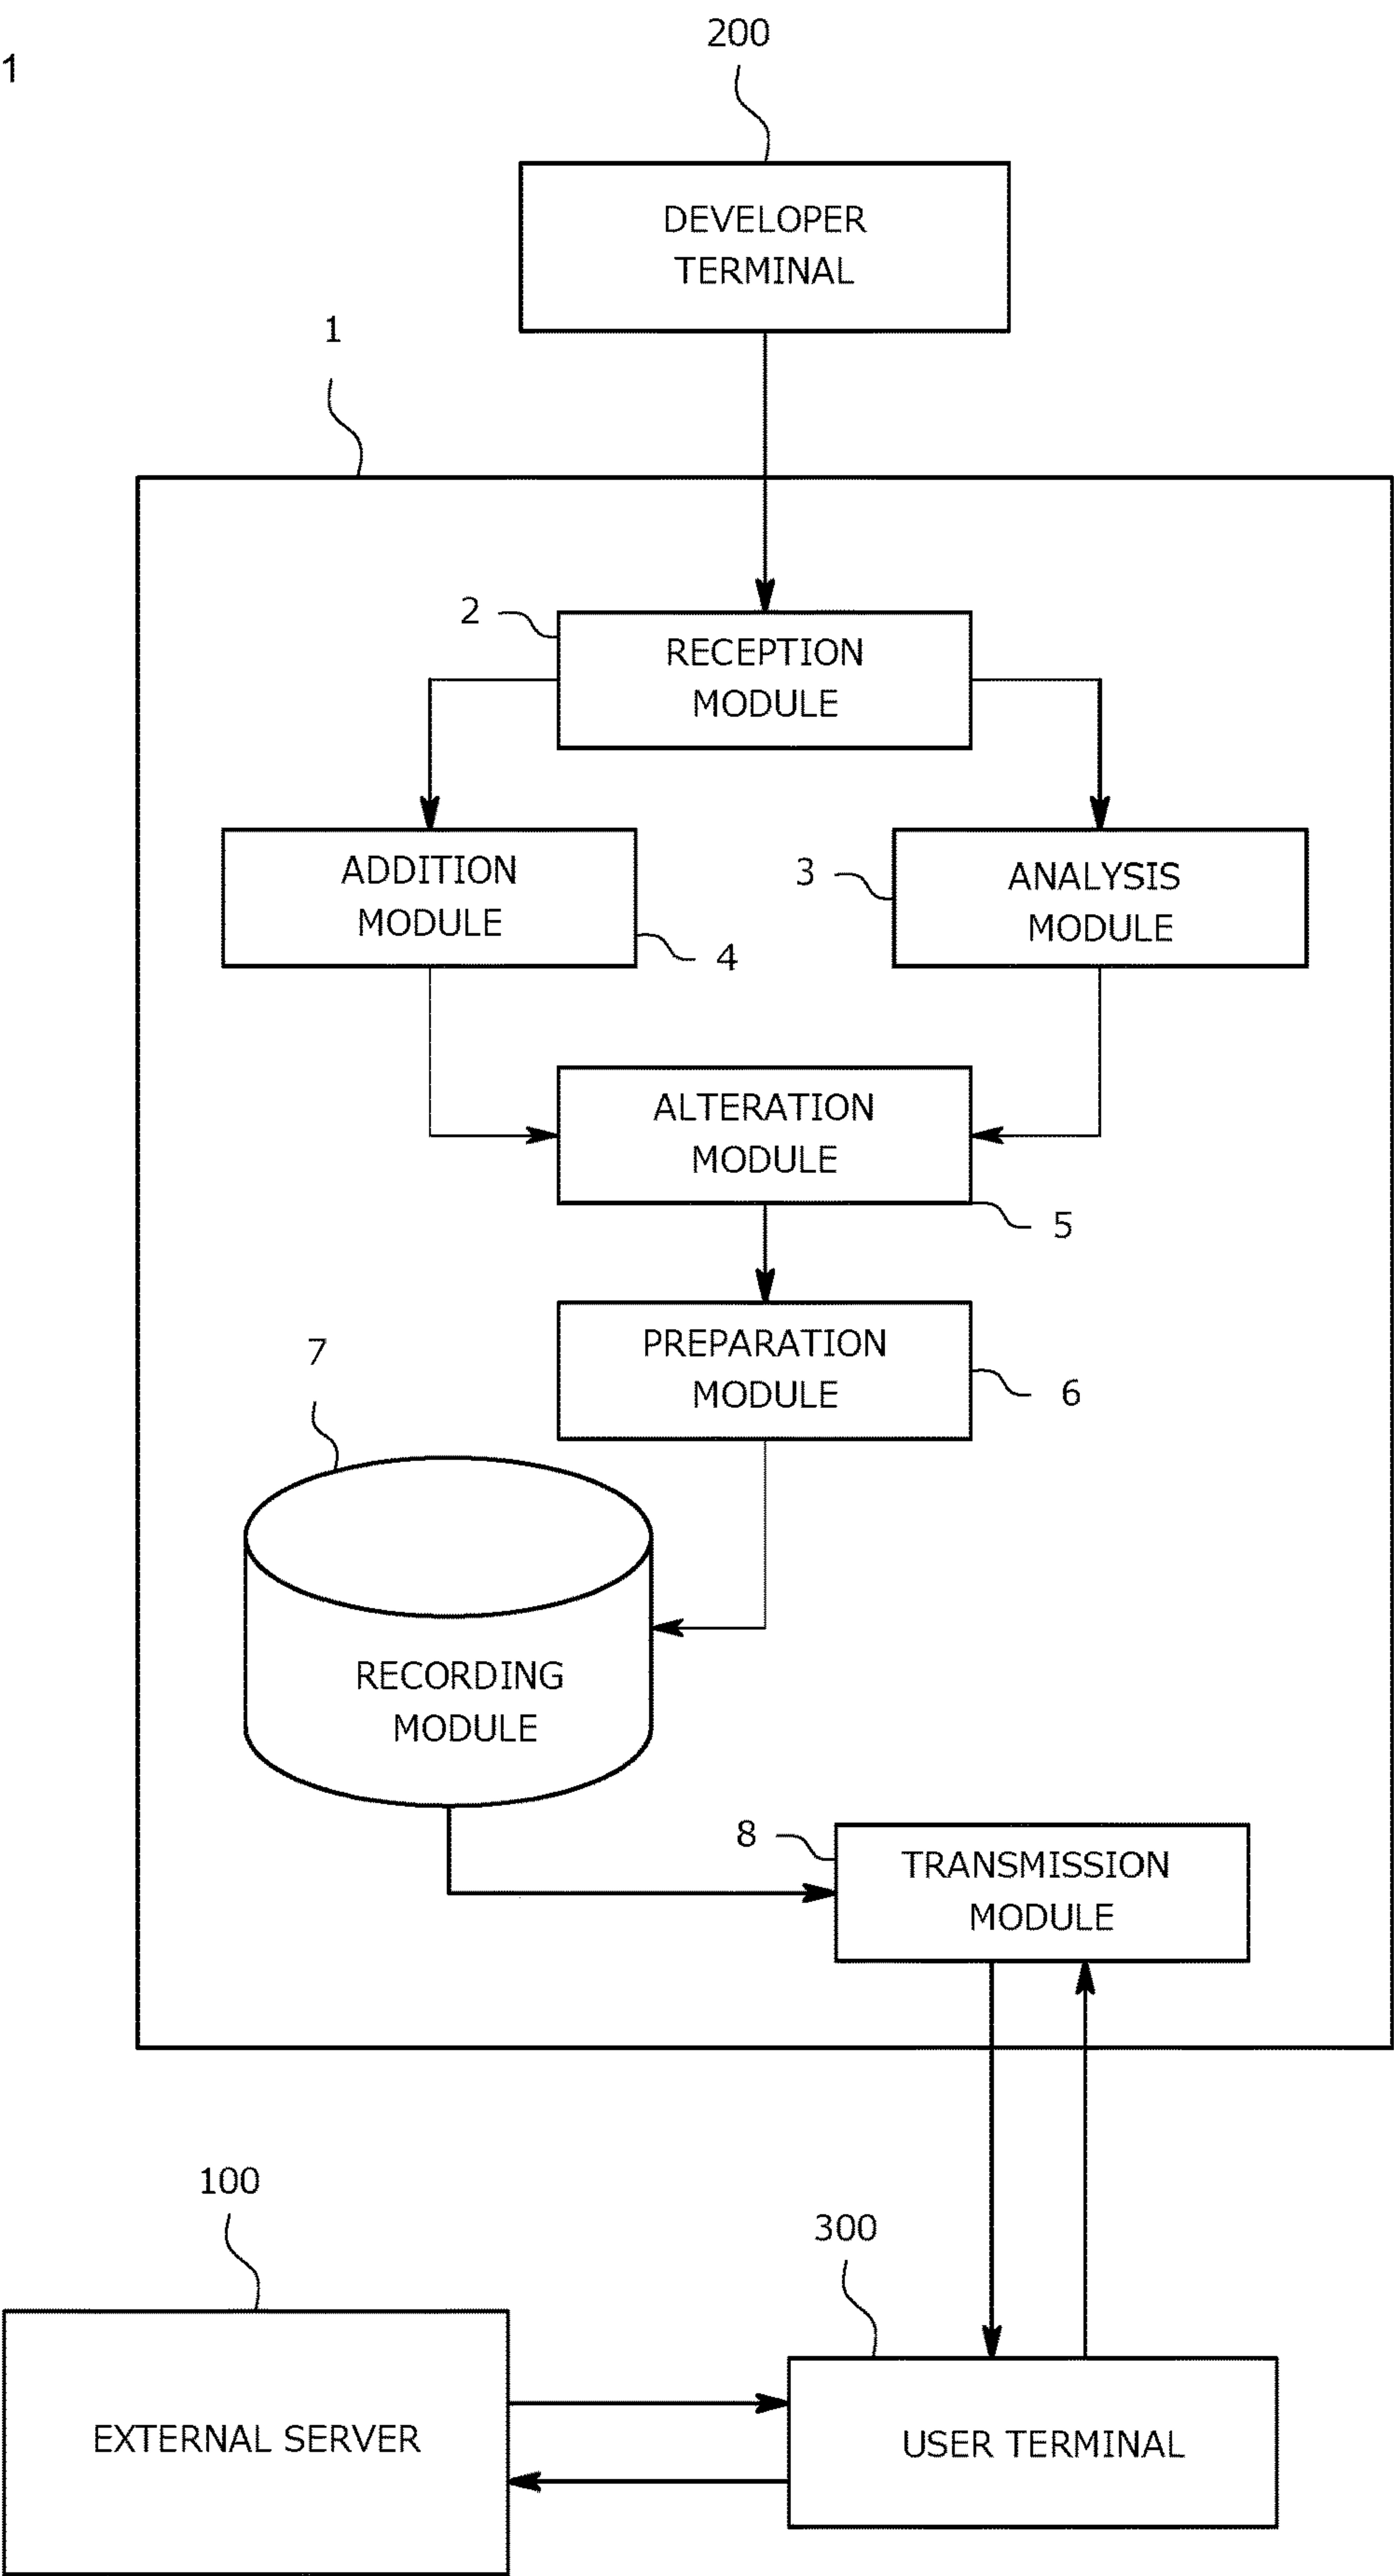 1
200
DEVELOPER
TERMINAL
1
2
RECEPTION
MODULE
ADDITION
MODULE
4
3
ANALYSIS
MODULE
ALTERATION
MODULE
5
PREPARATION
MODULE
6
7
RECORDING
MODULE
8
TRANSMISSION
MODULE
100
EXTERNAL SERVER
300
USER TERMINAL